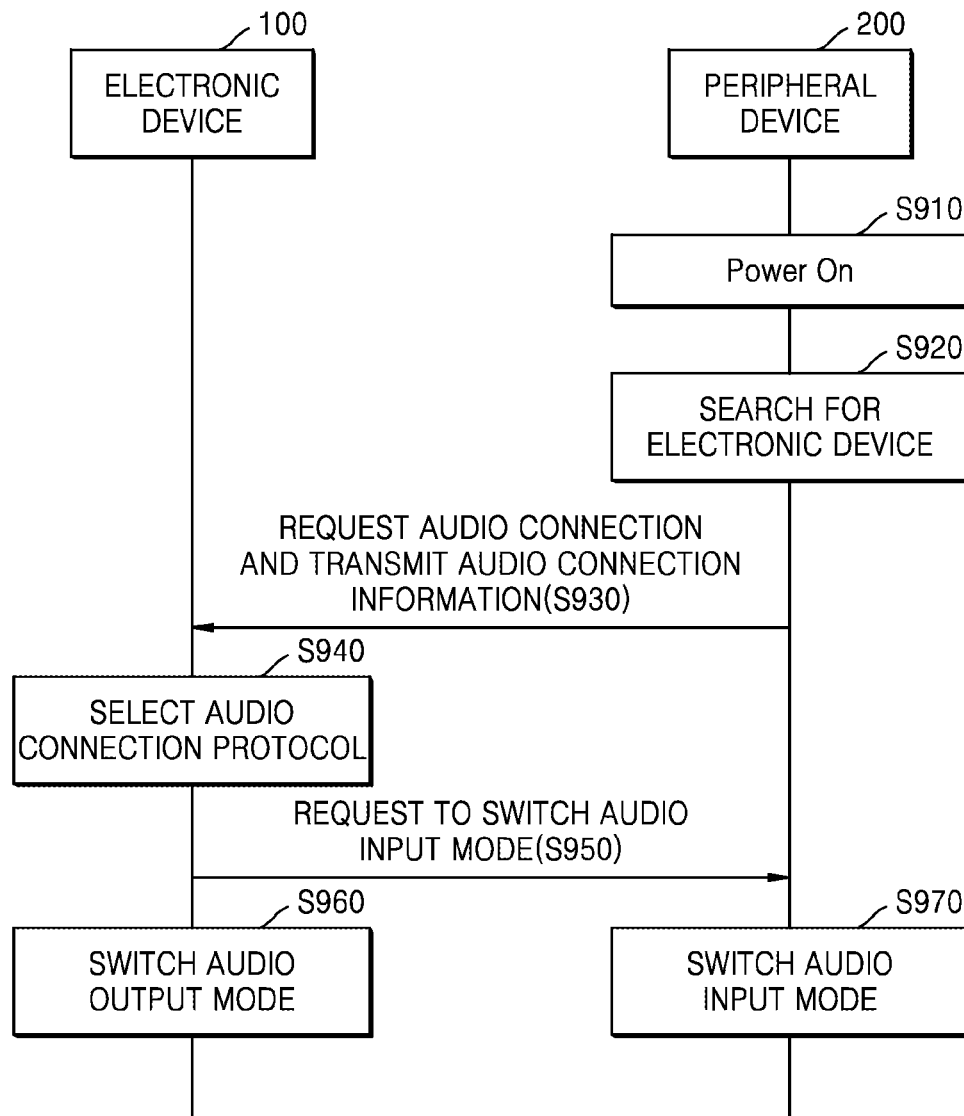 100
200
ELECTRONIC
DEVICE
PERIPHERAL
DEVICE
S910
Power On
S920
SEARCH FOR
ELECTRONIC DEVICE
REQUEST AUDIO CONNECTION
AND TRANSMIT AUDIO CONNECTION
INFORMATION(S930)
S940
SELECT AUDIO
CONNECTION PROTOCOL
REQUEST TO SWITCH AUDIO
INPUT MODE(S950)
S960
SWITCH AUDIO
OUTPUT MODE
S970
SWITCH AUDIO
INPUT MODE